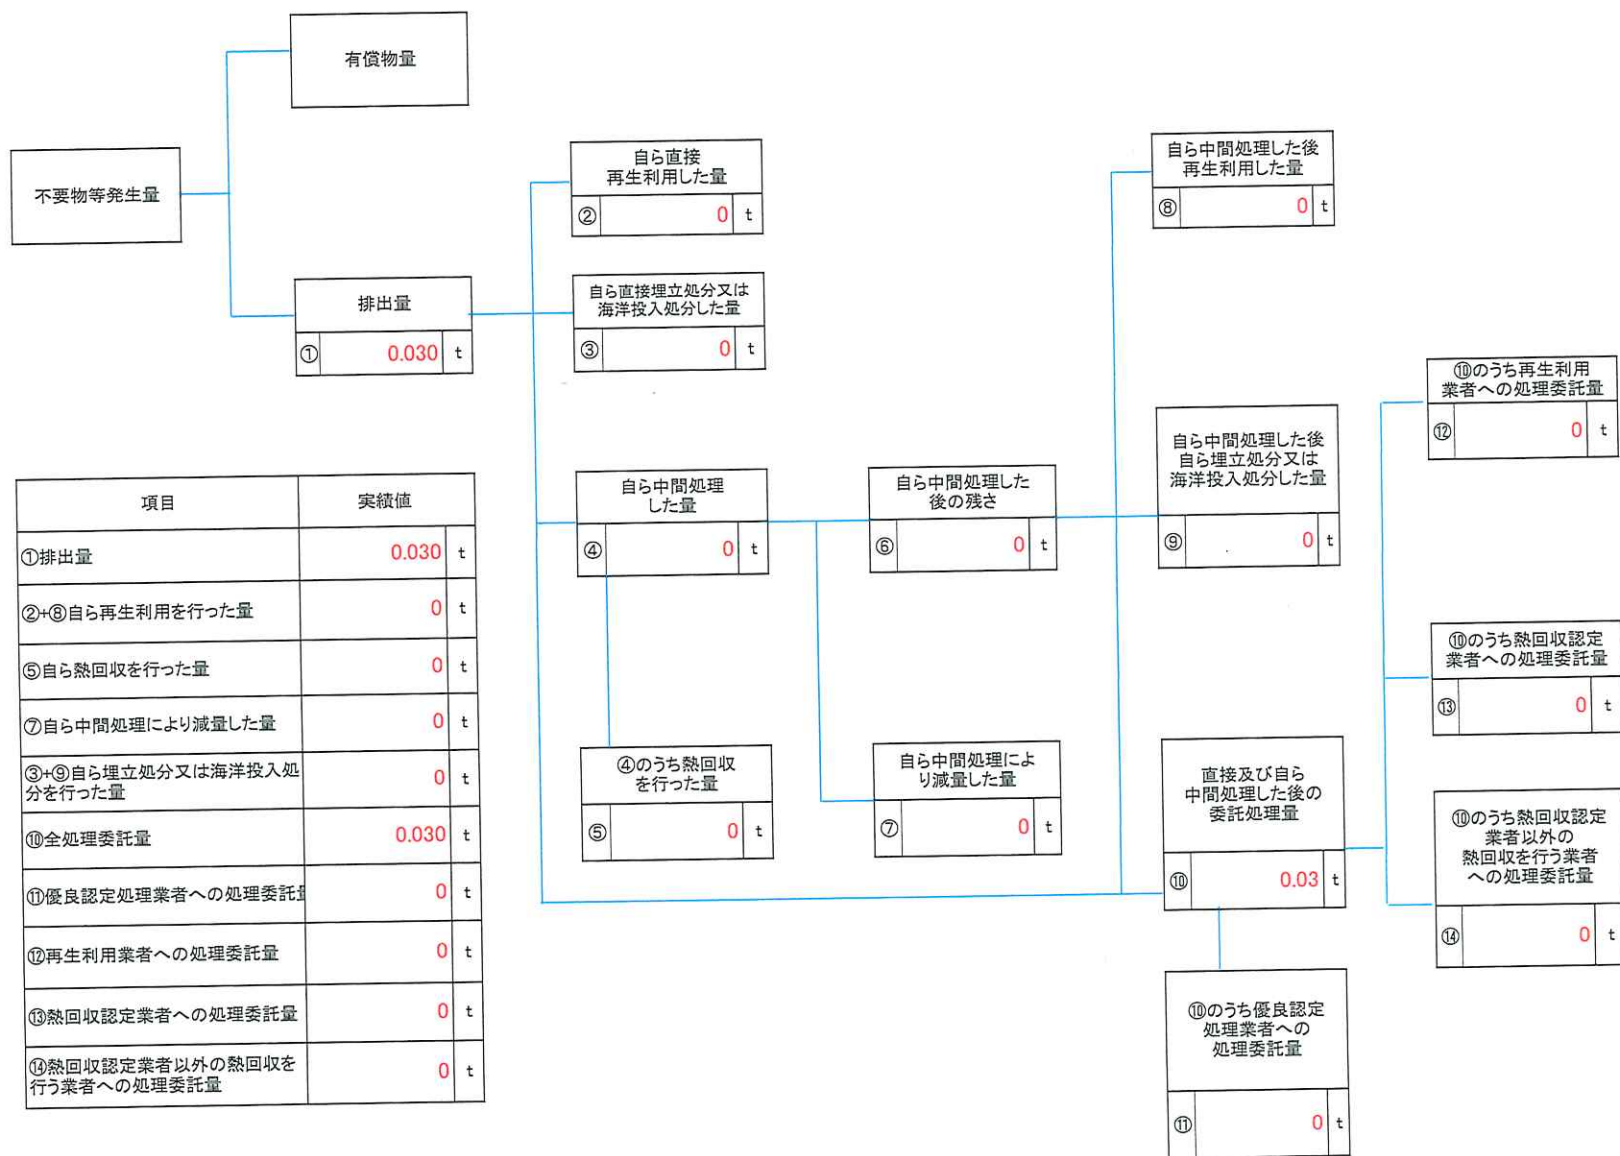 有償物量
不要物等発生量
排出量
① 0.030 t
自ら直接
再生利用した量
② 0 t
自ら直接埋立処分又は
海洋投入処分した量
③ 0 t
自ら中間処理
した量
④ 0 t
④のうち熱回収
を行った量
⑤ 0 t
自ら中間処理した
後の残さ
⑥ 0 t
自ら中間処理によ
り減量した量
⑦ 0 t
自ら中間処理した後
再生利用した量
⑧ 0 t
自ら中間処理した後
自ら埋立処分又は
海洋投入処分した量
⑨ 0 t
直接及び自ら
中間処理した後の
委託処理量
⑩ 0.03 t
⑩のうち優良認定
処理業者への
処理委託量
⑪ 0 t
⑩のうち再生利用
業者への処理委託量
⑫ 0 t
⑩のうち熱回収認定
業者への処理委託量
⑬ 0 t
⑩のうち熱回収認定
業者以外の
熱回収を行う業者
への処理委託量
⑭ 0 t
項目 実績値
①排出量 0.030 t
②+⑧自ら再生利用を行った量 0 t
⑤自ら熱回収を行った量 0 t
⑦自ら中間処理により減量した量 0 t
③+⑨自ら埋立処分又は海洋投入処
分を行った量 0 t
⑩全処理委託量 0.030 t
⑪優良認定処理業者への処理委託量 0 t
⑫再生利用業者への処理委託量 0 t
⑬熱回収認定業者への処理委託量 0 t
⑭熱回収認定業者以外の熱回収を
行う業者への処理委託量 0 t